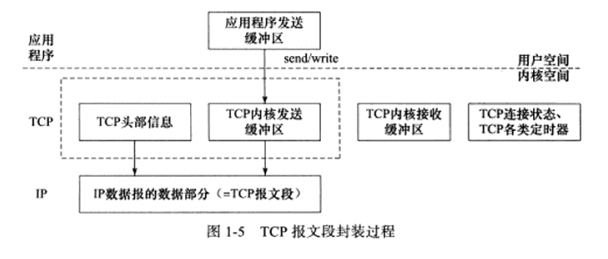 应用程序发送
缓冲区
应用
程序
send/write
用户空间
内核空间
TCP
TCP头部信息
TCP内核发送
缓冲区
TCP内核接收
缓冲区
TCP连接状态、
TCP各类定时器
IP
IP数据报的数据部分（=TCP报文段）
图 1-5 TCP 报文段封装过程